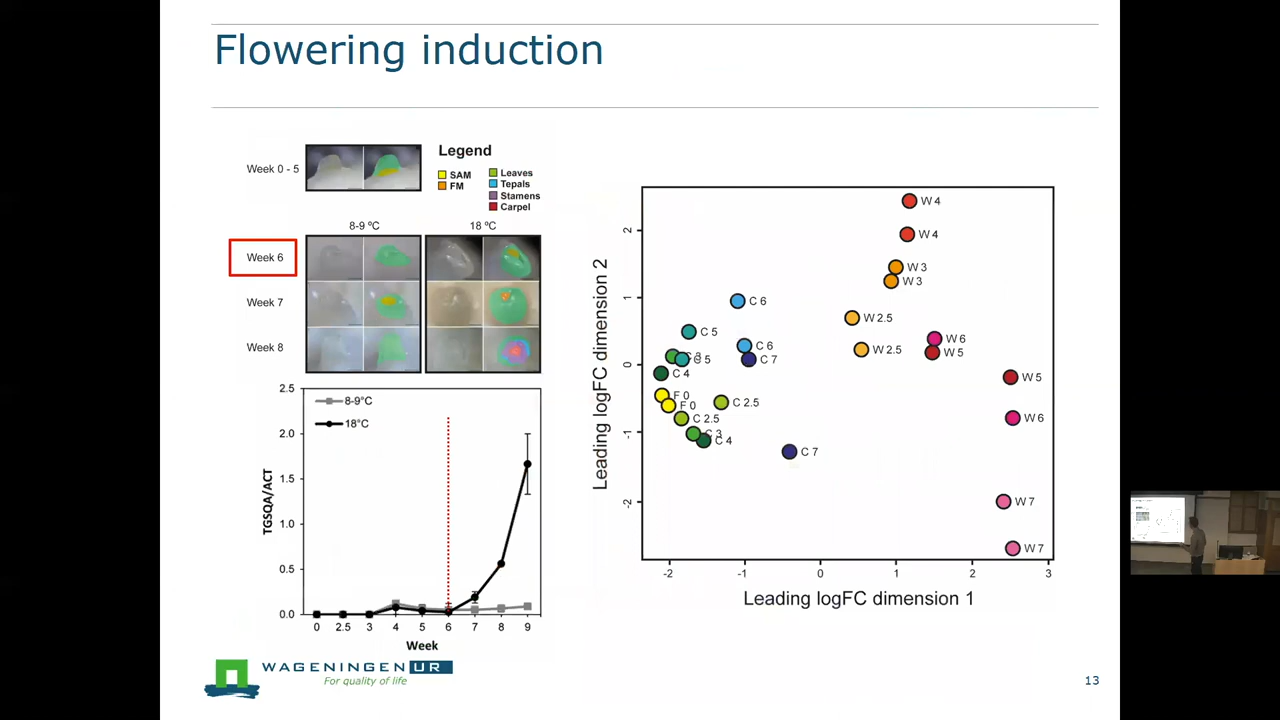 Flowering induction
Week 0 - 5
Legend
SAM
FM
Leaves
Tepals
Stamens
Carpel
8-9 ºC
18 ºC
Week 6
Week 7
Week 8
2.5
2.0
1.5
1.0
0.5
0.0
TGSQA/ACT
8-9°C
18°C
0 2.5 3 4 5 6 7 8 9
Week
Leading logFC dimension 2
2
1
0
-1
-2
W 4
W 4
W 3
W 3
C 6
W 2.5
C 5
W 6
C 6
W 2.5
W 5
C 5
C 7
C 4
W 5
F 0
C 2.5
F 0
C 2.5
W 6
C 3
C 4
C 7
W 7
W 7
-2 -1 0 1 2 3
Leading logFC dimension 1
WAGENINGEN UR
For quality of life
13